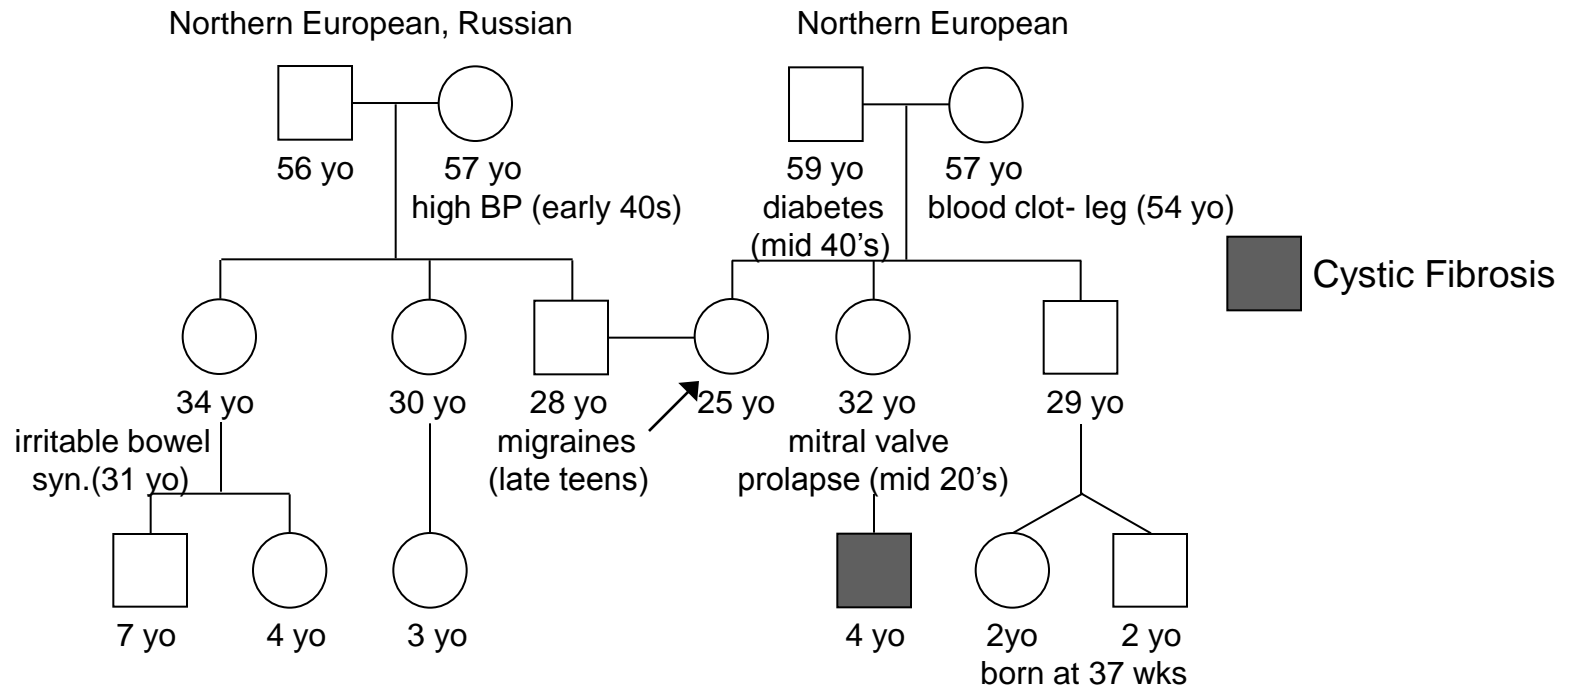 Northern European, Russian
Northern European
56 yo
57 yo
high BP (early 40s)
59 yo
diabetes
(mid 40’s)
57 yo
blood clot- leg (54 yo)
Cystic Fibrosis
34 yo
irritable bowel
syn.(31 yo)
30 yo
28 yo
migraines
(late teens)
25 yo
32 yo
mitral valve
prolapse (mid 20’s)
29 yo
7 yo
4 yo
3 yo
4 yo
2yo
2 yo
born at 37 wks